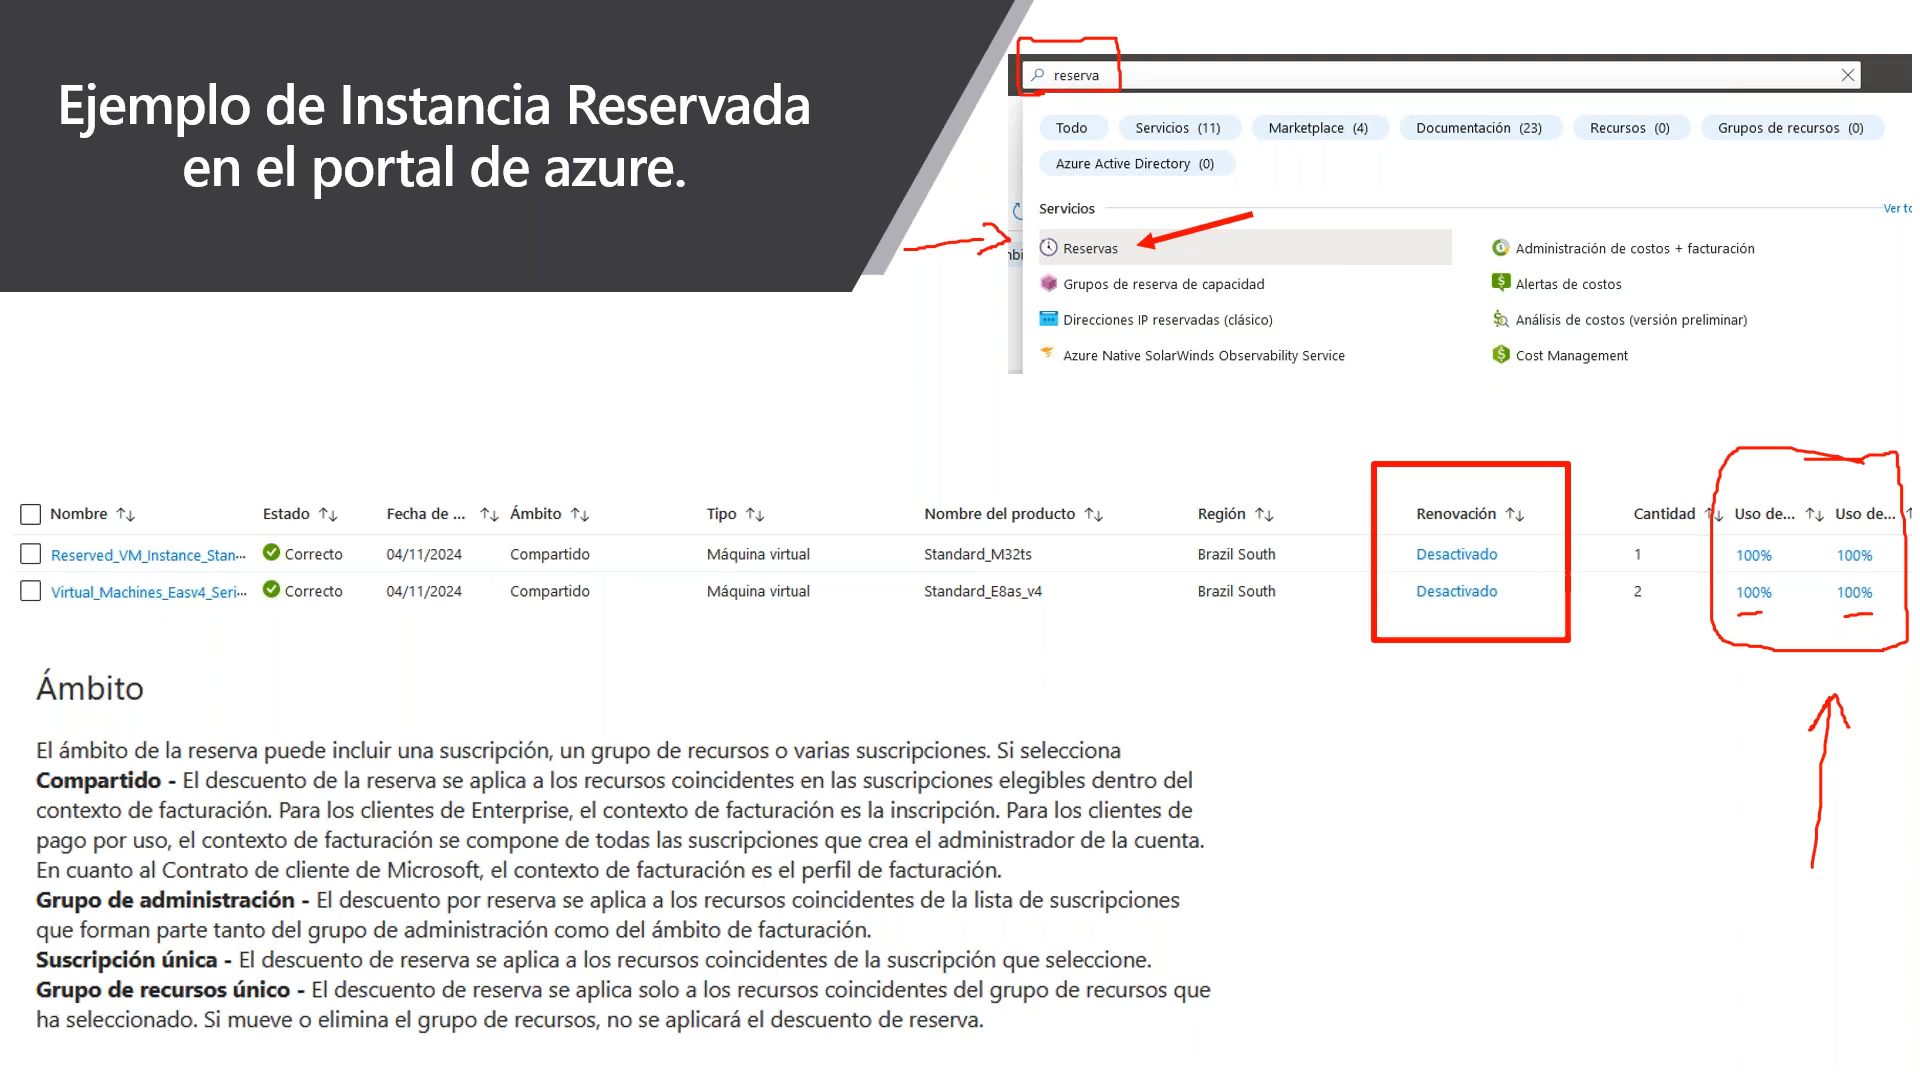 Ejemplo de Instancia Reservada
en el portal de azure.
reserva
Todo Servicios (11) Marketplace (4) Documentación (23) Recursos (0) Grupos de recursos (0)
Azure Active Directory (0)
Servicios Ver to
Reservas Administración de costos + facturación
Grupos de reserva de capacidad Alertas de costos
Direcciones IP reservadas (clásico) Análisis de costos (versión preliminar)
Azure Native SolarWinds Observability Service Cost Management
Nombre Estado Fecha de ... Ámbito Tipo Nombre del producto Región Renovación Cantidad Uso de... Uso de...
Reserved_VM_Instance_Stan... Correcto 04/11/2024 Compartido Máquina virtual Standard_M32ts Brazil South Desactivado 1 100% 100%
Virtual_Machines_Easv4_Seri... Correcto 04/11/2024 Compartido Máquina virtual Standard_E8as_v4 Brazil South Desactivado 2 100% 100%
Ámbito
El ámbito de la reserva puede incluir una suscripción, un grupo de recursos o varias suscripciones. Si selecciona
Compartido - El descuento de la reserva se aplica a los recursos coincidentes en las suscripciones elegibles dentro del
contexto de facturación. Para los clientes de Enterprise, el contexto de facturación es la inscripción. Para los clientes de
pago por uso, el contexto de facturación se compone de todas las suscripciones que crea el administrador de la cuenta.
En cuanto al Contrato de cliente de Microsoft, el contexto de facturación es el perfil de facturación.
Grupo de administración - El descuento por reserva se aplica a los recursos coincidentes de la lista de suscripciones
que forman parte tanto del grupo de administración como del ámbito de facturación.
Suscripción única - El descuento de reserva se aplica a los recursos coincidentes de la suscripción que seleccione.
Grupo de recursos único - El descuento de reserva se aplica solo a los recursos coincidentes del grupo de recursos que
ha seleccionado. Si mueve o elimina el grupo de recursos, no se aplicará el descuento de reserva.